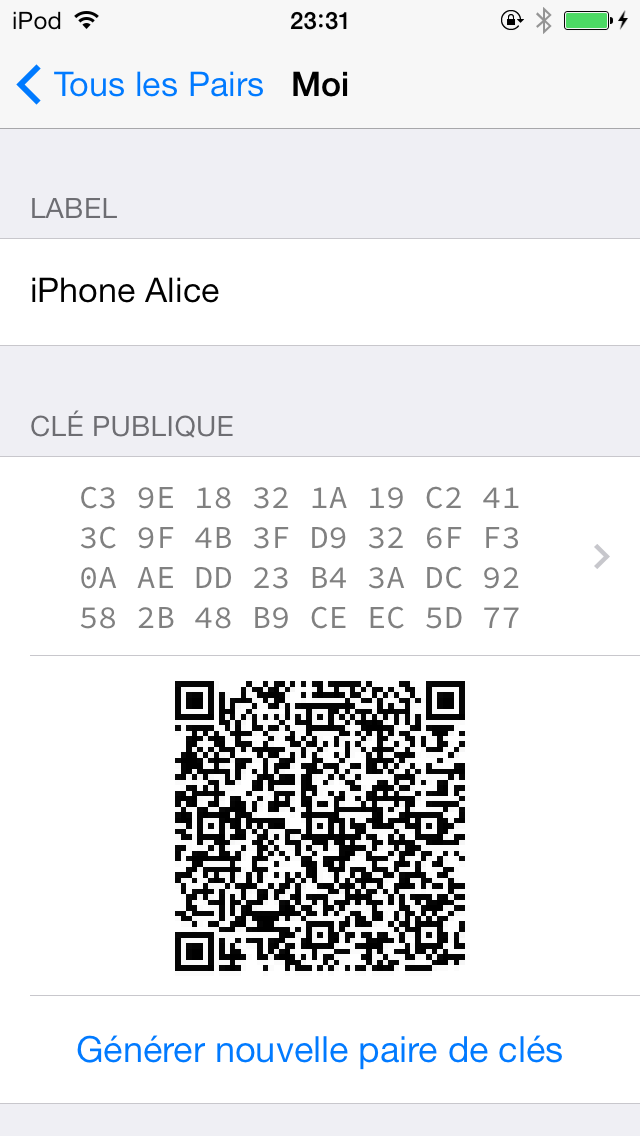 iPod 23:31
Tous les Pairs Moi
LABEL
iPhone Alice
CLÉ PUBLIQUE
C3 9E 18 32 1A 19 C2 41
3C 9F 4B 3F D9 32 6F F3
0A AE DD 23 B4 3A DC 92
58 2B 48 B9 CE EC 5D 77
Générer nouvelle paire de clés